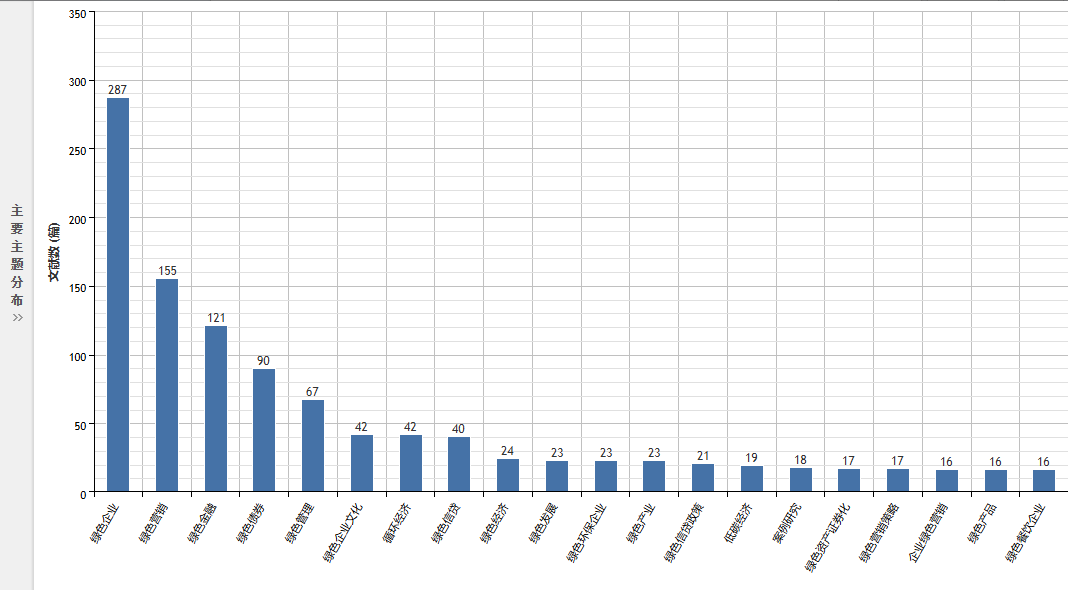 主要主题分布
>>
文献数 (篇)
350
300
250
200
150
100
50
0
287
155
121
90
67
42
42
40
24
23
23
23
21
19
18
17
17
16
16
16
绿色企业
绿色营销
绿色金融
绿色债券
绿色管理
绿色企业文化
循环经济
绿色信贷
绿色经济
绿色发展
绿色环保企业
绿色产业
绿色信贷政策
低碳经济
案例研究
绿色资产证券化
绿色营销策略
企业绿色营销
绿色产品
绿色餐饮企业